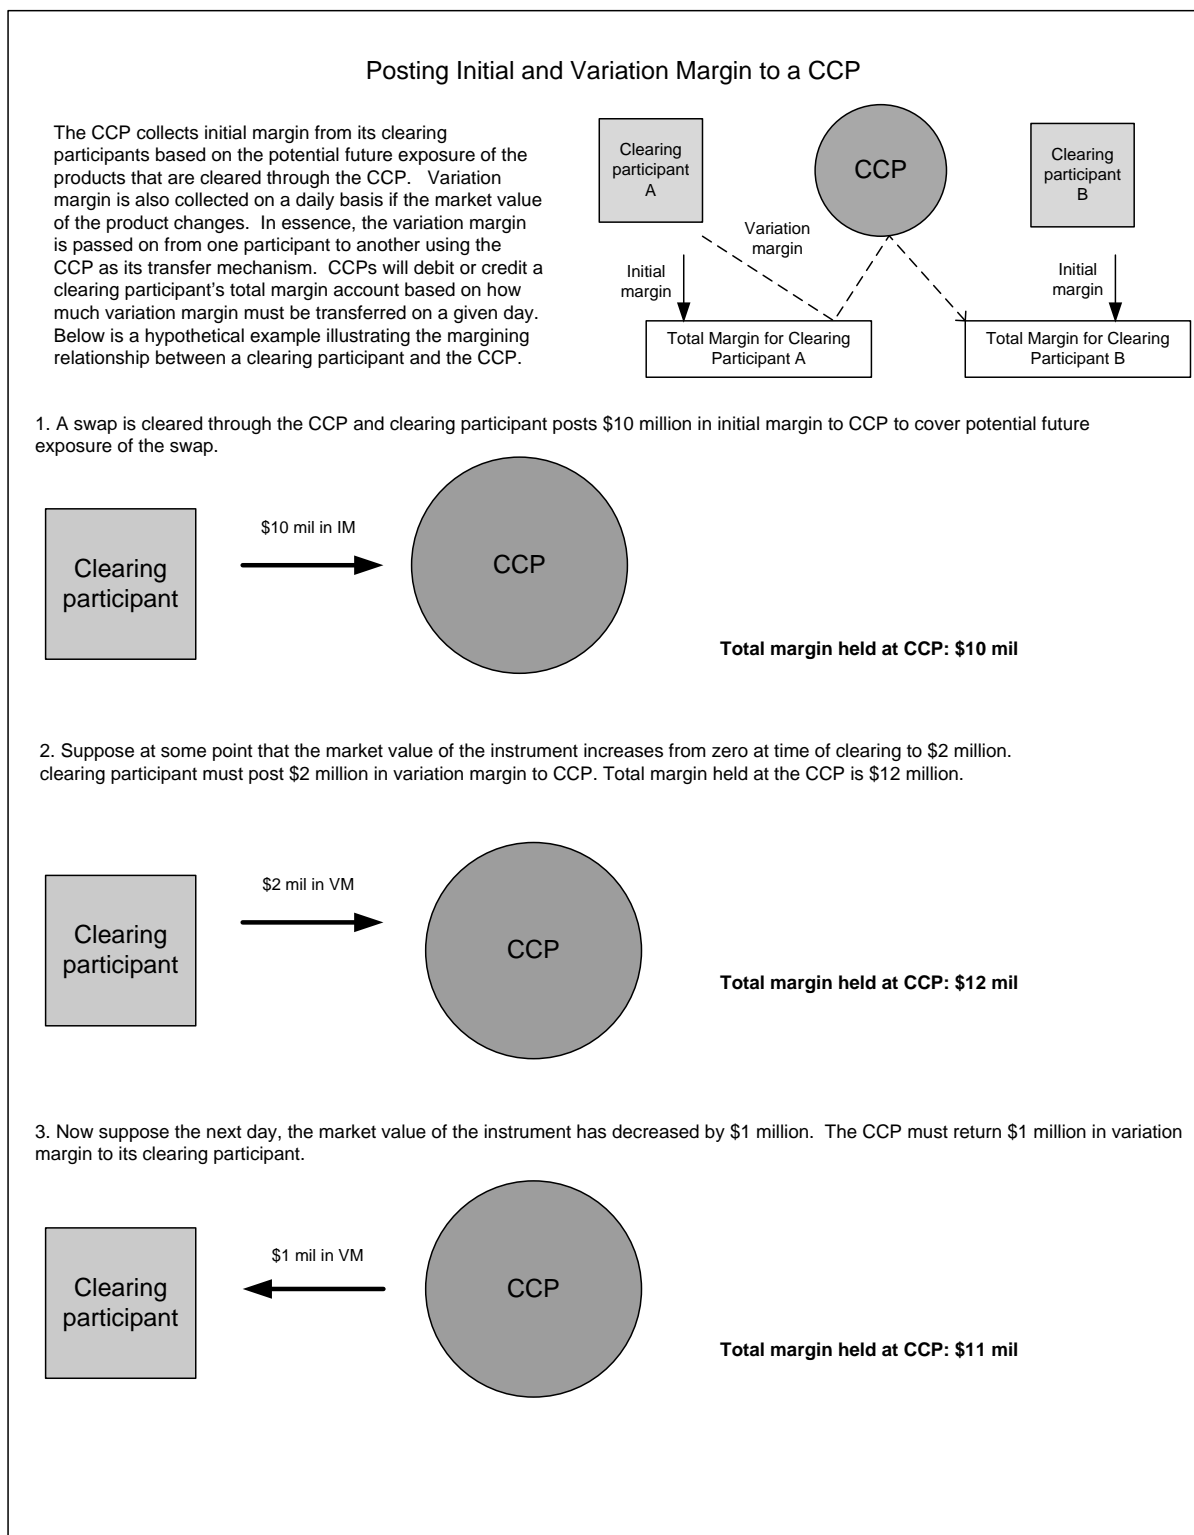 Posting Initial and Variation Margin to a CCP
The CCP collects initial margin from its clearing
participants based on the potential future exposure of the
products that are cleared through the CCP.   Variation
margin is also collected on a daily basis if the market value
of the product changes.  In essence, the variation margin
is passed on from one participant to another using the
CCP as its transfer mechanism.  CCPs will debit or credit a
clearing participant's total margin account based on how
much variation margin must be transferred on a given day.
Below is a hypothetical example illustrating the margining
relationship between a clearing participant and the CCP.
Clearing
participant
A
CCP
Clearing
participant
B
Variation
margin
Initial
margin
Initial
margin
Total Margin for Clearing
Participant A
Total Margin for Clearing
Participant B
1. A swap is cleared through the CCP and clearing participant posts $10 million in initial margin to CCP to cover potential future
exposure of the swap.
Clearing
participant
$10 mil in IM
CCP
Total margin held at CCP: $10 mil
2. Suppose at some point that the market value of the instrument increases from zero at time of clearing to $2 million.
clearing participant must post $2 million in variation margin to CCP. Total margin held at the CCP is $12 million.
Clearing
participant
$2 mil in VM
CCP
Total margin held at CCP: $12 mil
3. Now suppose the next day, the market value of the instrument has decreased by $1 million.  The CCP must return $1 million in variation
margin to its clearing participant.
Clearing
participant
$1 mil in VM
CCP
Total margin held at CCP: $11 mil